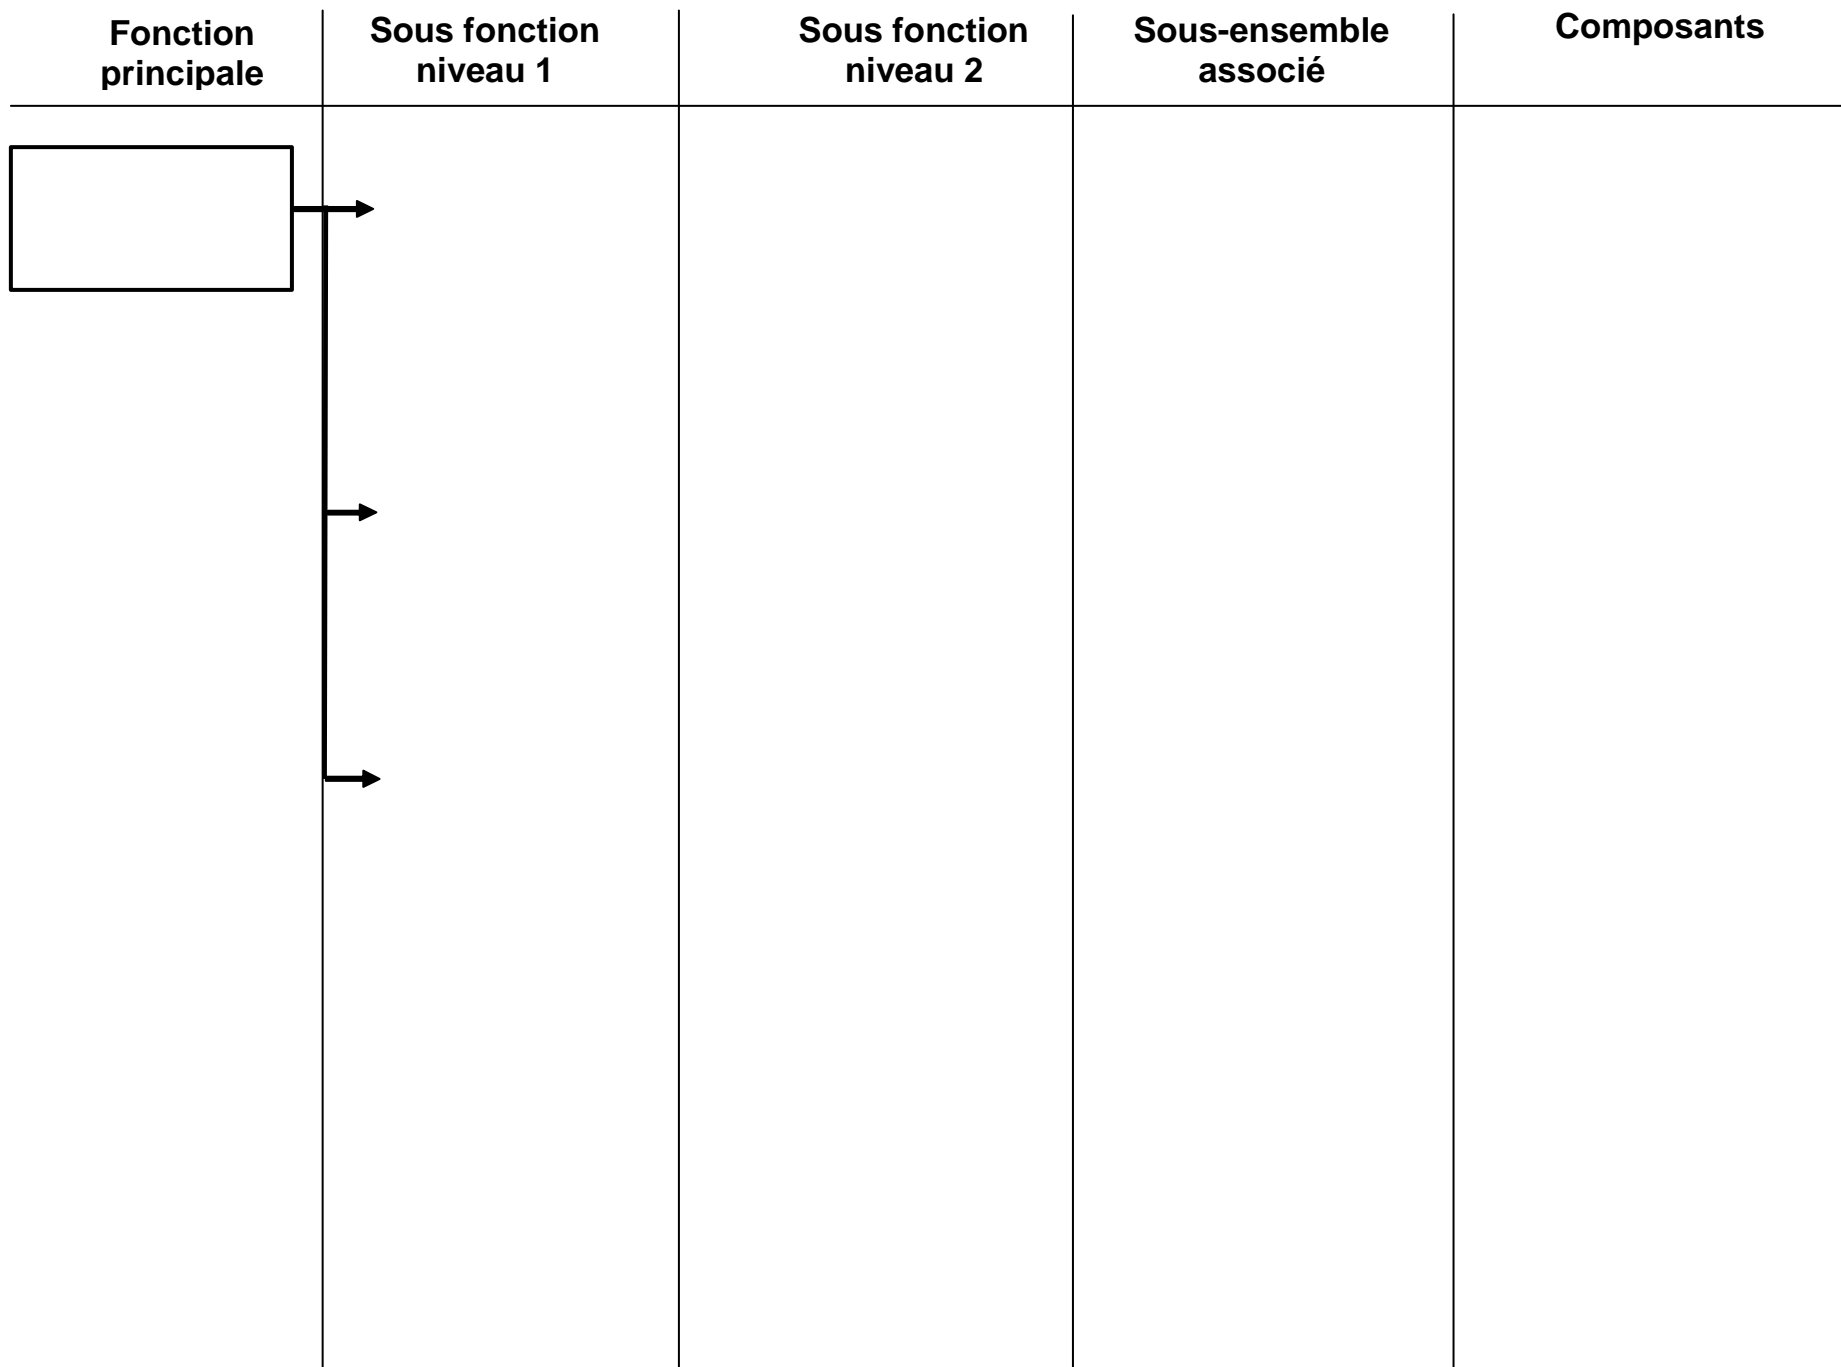 Fonction
principale
Sous fonction
niveau 1
Sous fonction
niveau 2
Sous-ensemble
associé
Composants